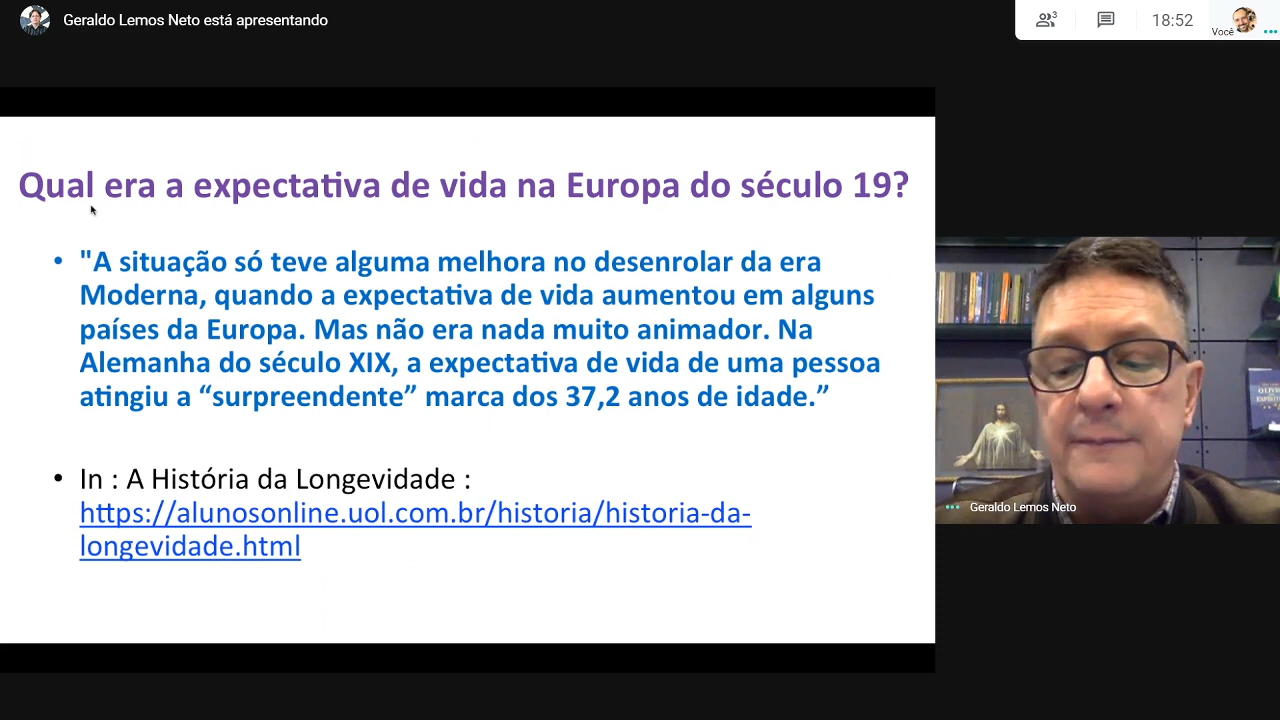 Geraldo Lemos Neto está apresentando
3
18:52
Você
Qual era a expectativa de vida na Europa do século 19?
• "A situação só teve alguma melhora no desenrolar da era
Moderna, quando a expectativa de vida aumentou em alguns
países da Europa. Mas não era nada muito animador. Na
Alemanha do século XIX, a expectativa de vida de uma pessoa
atingiu a “surpreendente” marca dos 37,2 anos de idade.”
• In : A História da Longevidade :
https://alunosonline.uol.com.br/historia/historia-da-
longevidade.html
O LIVRO
Geraldo Lemos Neto